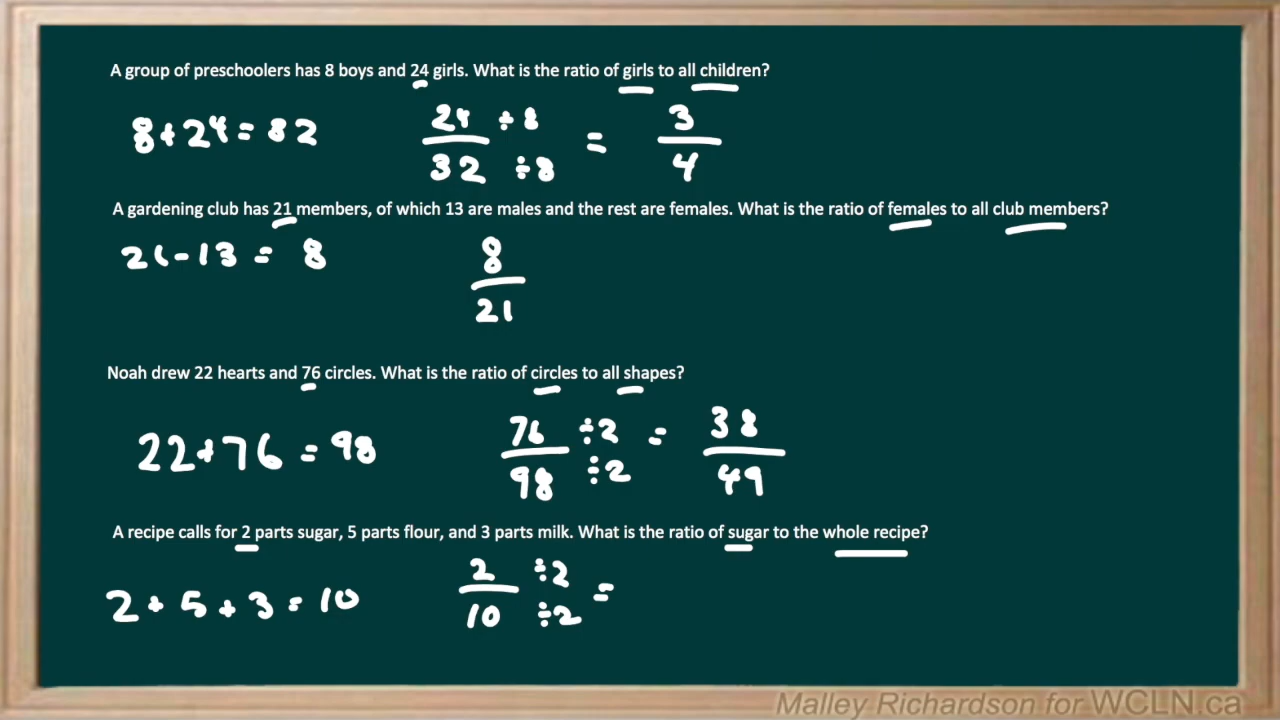 A group of preschoolers has 8 boys and 24 girls. What is the ratio of girls to all children?
8 + 24 = 82
24 ÷ 8
32 ÷ 8
=
3
4
A gardening club has 21 members, of which 13 are males and the rest are females. What is the ratio of females to all club members?
21 - 13 = 8
8
21
Noah drew 22 hearts and 76 circles. What is the ratio of circles to all shapes?
22 + 76 = 98
76 ÷ 2
98 ÷ 2
=
38
49
A recipe calls for 2 parts sugar, 5 parts flour, and 3 parts milk. What is the ratio of sugar to the whole recipe?
2 + 5 + 3 = 10
2 ÷ 2
10 ÷ 2
=
Malley Richardson for WCLN.ca